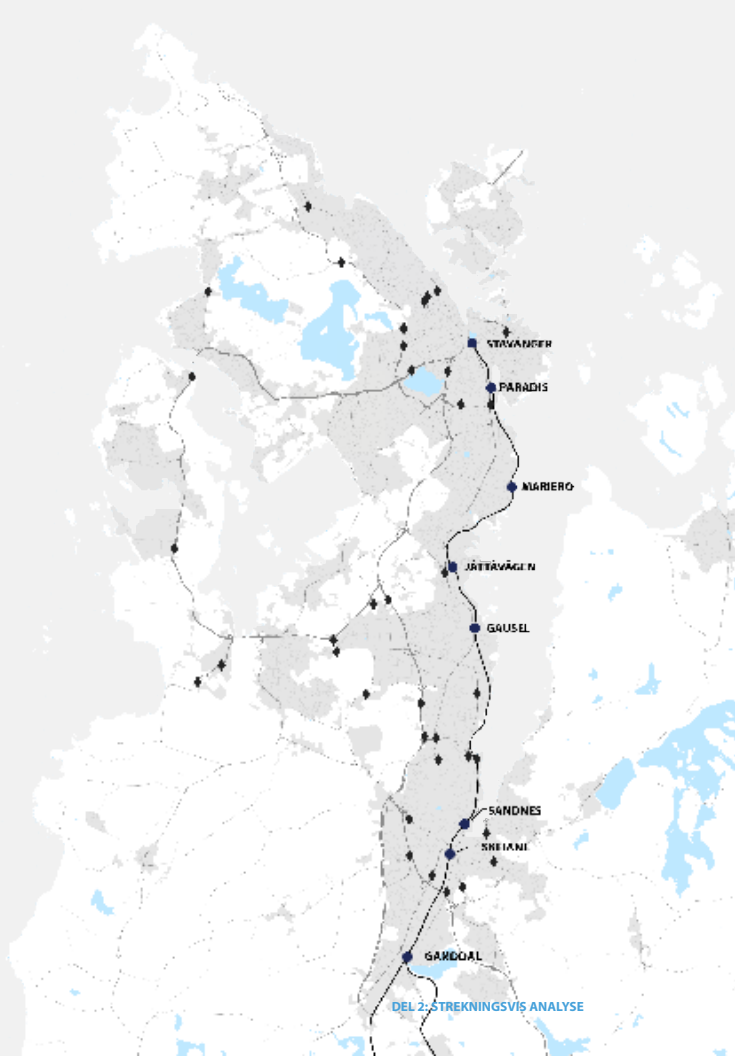 STAVANGER
PARADIS
MARIERO
JÅTTÅVÅGEN
GAUSEL
SANDNES
SKEIANE
GANDDAL
DEL 2: STREKNINGSVIS ANALYSE